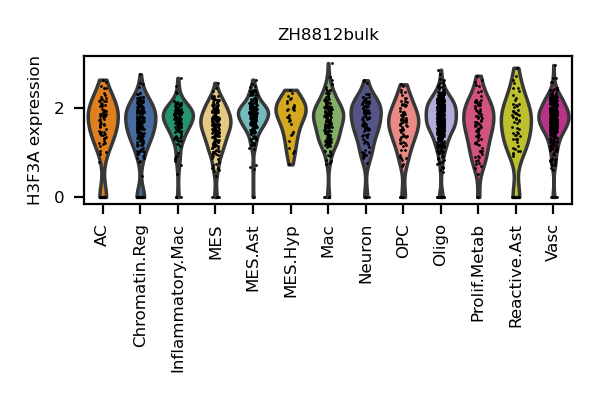 ZH8812bulk
H3F3A expression
2
0
AC
Chromatin.Reg
Inflammatory.Mac
MES
MES.Ast
MES.Hyp
Mac
Neuron
OPC
Oligo
Prolif.Metab
Reactive.Ast
Vasc